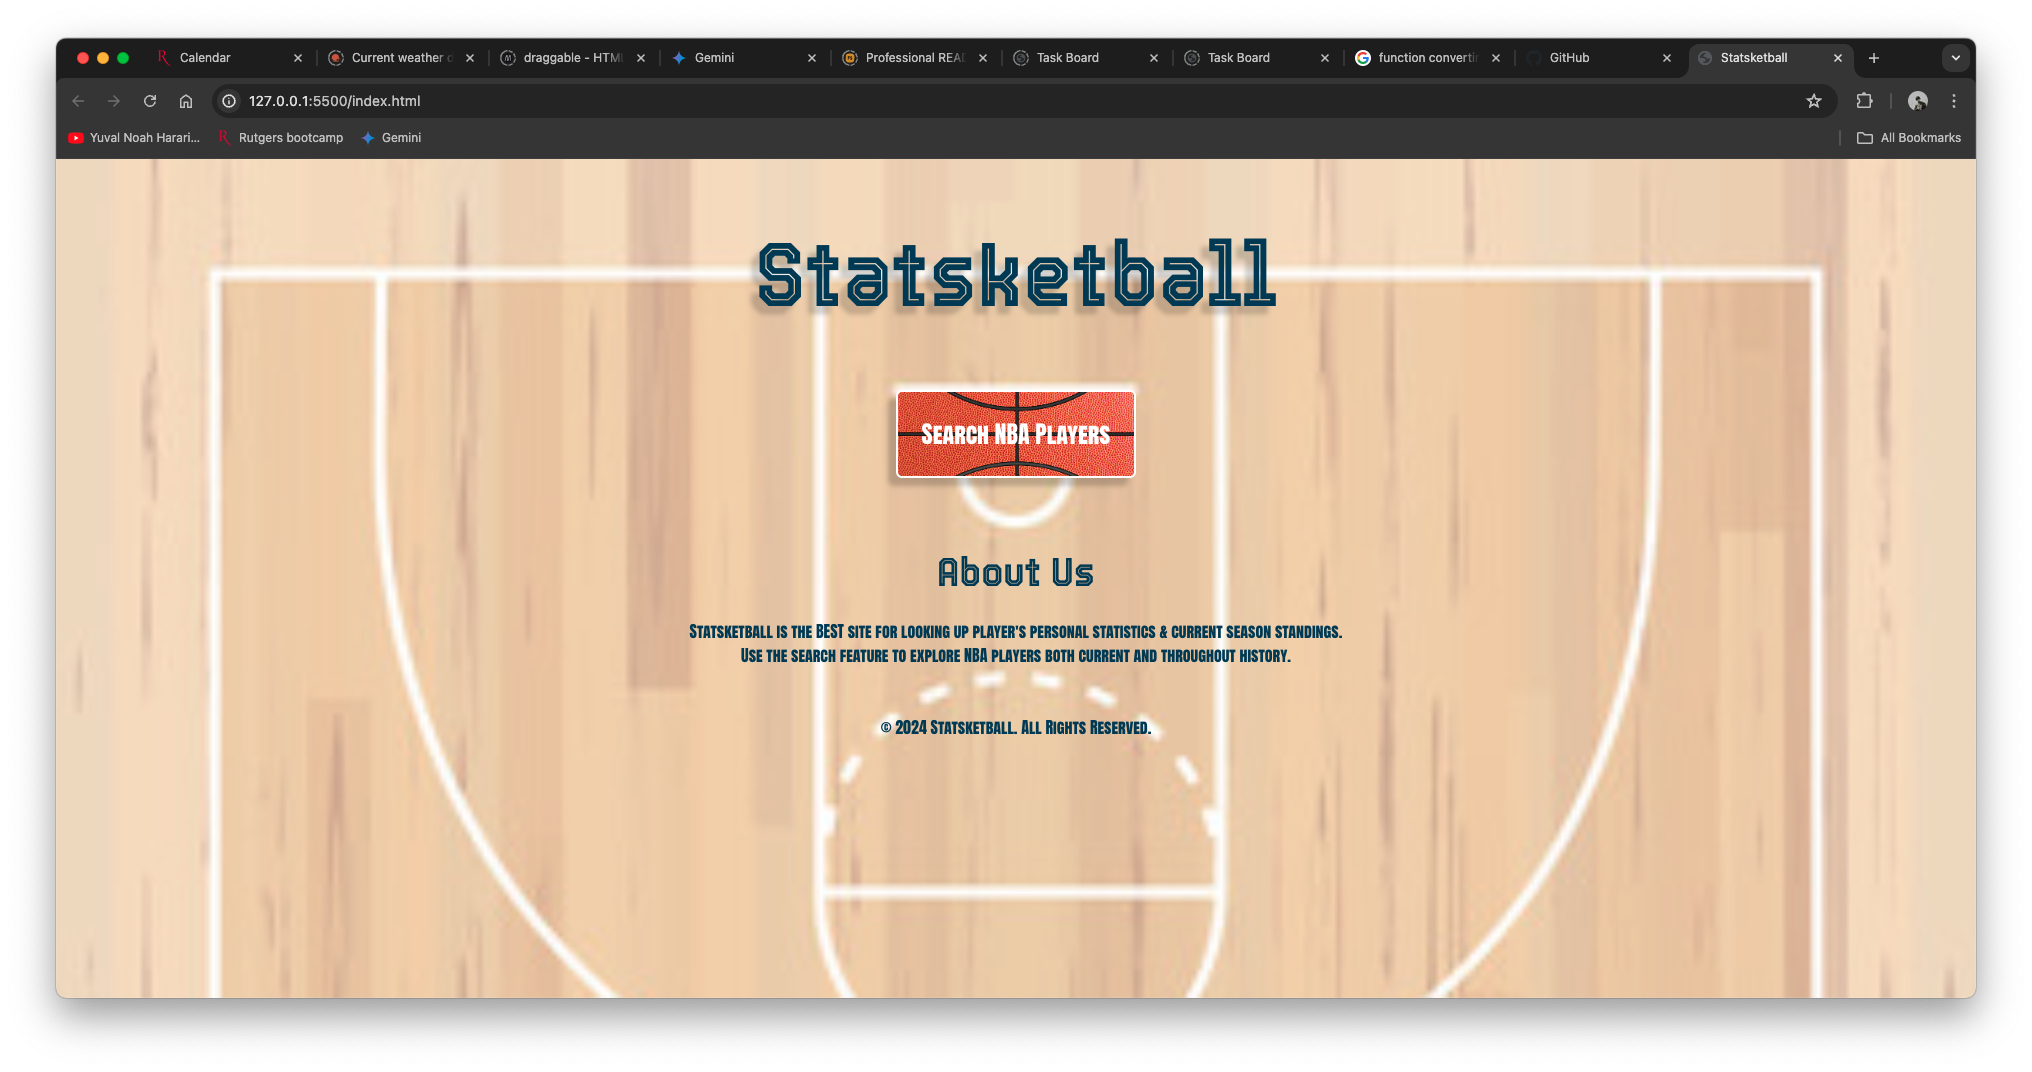 Calendar
Current weather
draggable - HTM
Gemini
Professional REA
Task Board
Task Board
function converti
GitHub
Statsketball
127.0.0.1:5500/index.html
Yuval Noah Harari...
Rutgers bootcamp
Gemini
All Bookmarks
Statsketball
Search NBA Players
About Us
Statsketball is the BEST site for looking up player's personal statistics & current season standings.
Use the search feature to explore NBA players both current and throughout history.
© 2024 Statsketball. All Rights Reserved.